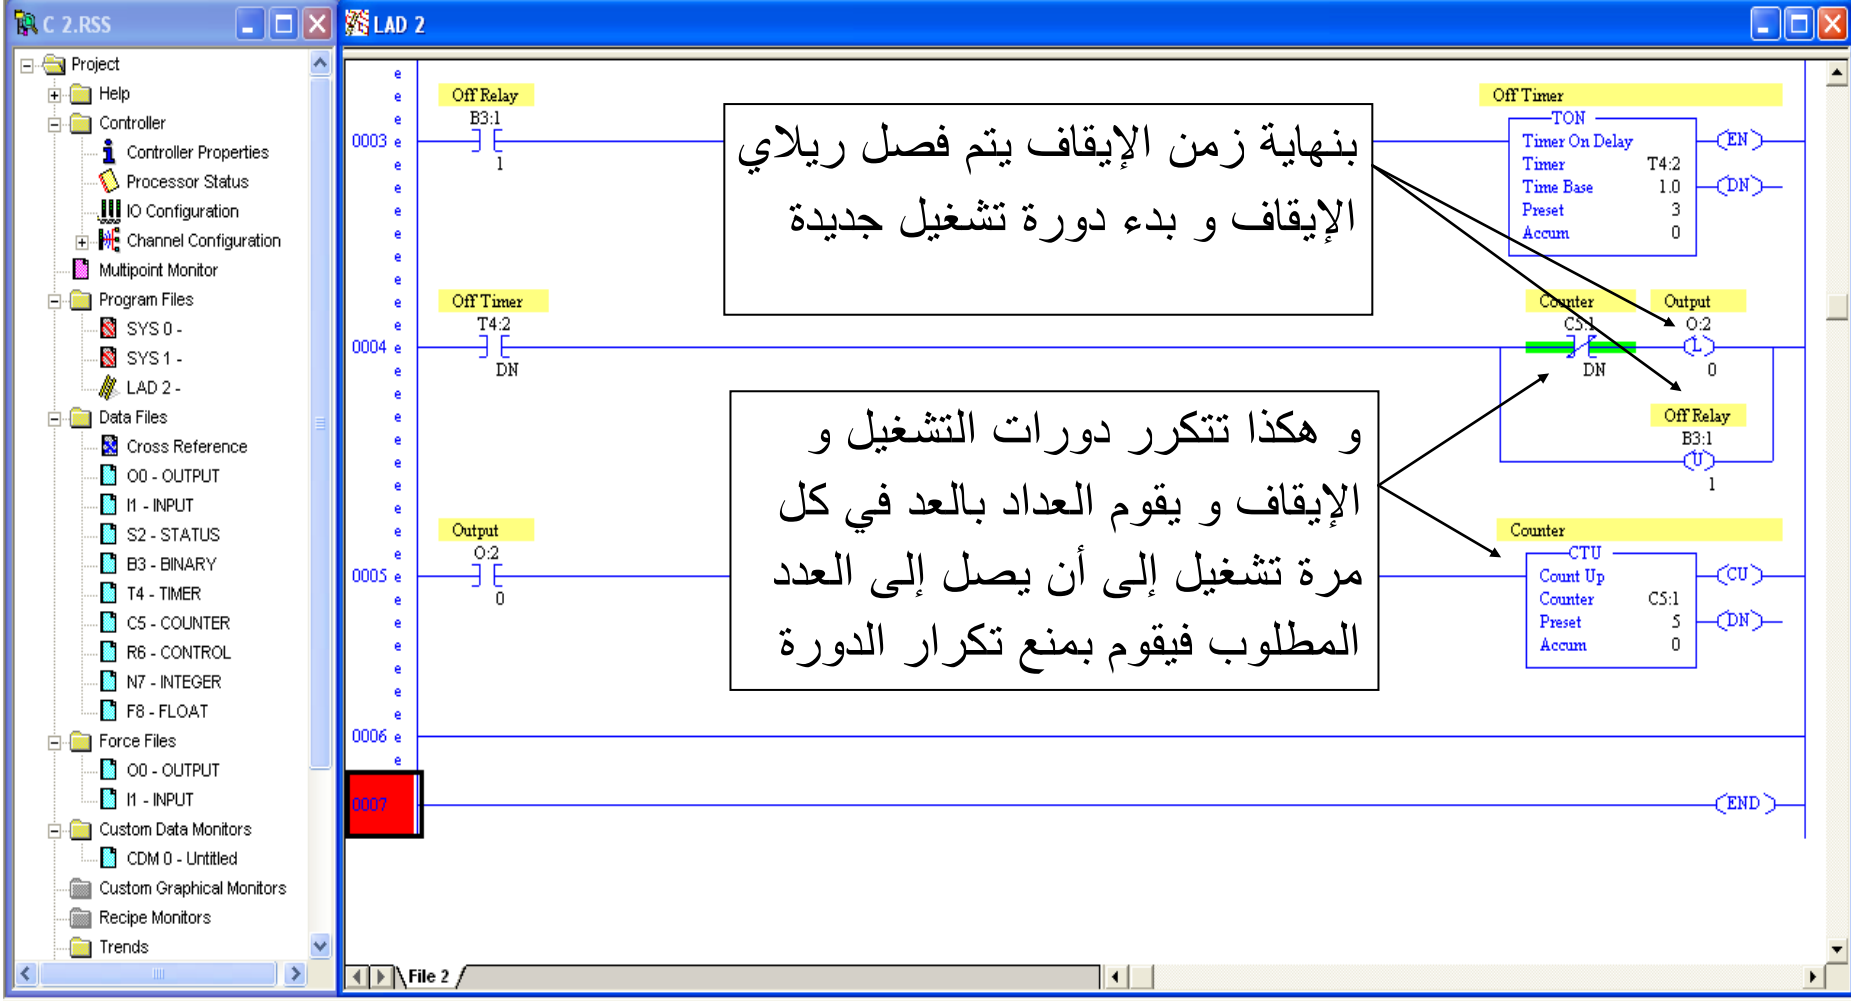 C 2.RSS
Project
Help
Controller
Controller Properties
Processor Status
IO Configuration
Channel Configuration
Multipoint Monitor
Program Files
SYS 0 -
SYS 1 -
LAD 2 -
Data Files
Cross Reference
O0 - OUTPUT
I1 - INPUT
S2 - STATUS
B3 - BINARY
T4 - TIMER
C5 - COUNTER
R6 - CONTROL
N7 - INTEGER
F8 - FLOAT
Force Files
O0 - OUTPUT
I1 - INPUT
Custom Data Monitors
CDM 0 - Untitled
Custom Graphical Monitors
Recipe Monitors
Trends
LAD 2
e
e
e
0003 e
e
e
e
e
e
e
e
e
0004 e
e
e
e
e
e
e
e
e
e
0005 e
e
e
e
e
e
e
0006 e
e
0007
Off Relay
B3:1
1
Off Timer
TON
Timer On Delay
Timer T4:2
Time Base 1.0
Preset 3
Accum 0
EN
DN
بنهاية زمن الإيقاف يتم فصل ريلاي
الإيقاف و بدء دورة تشغيل جديدة
Off Timer
T4:2
DN
Counter
C5:1
DN
Output
O:2
L
0
Off Relay
B3:1
U
1
و هكذا تتكرر دورات التشغيل و
الإيقاف و يقوم العداد بالعد في كل
مرة تشغيل إلى أن يصل إلى العدد
المطلوب فيقوم بمنع تكرار الدورة
Output
O:2
0
Counter
CTU
Count Up
Counter C5:1
Preset 5
Accum 0
CU
DN
END
File 2